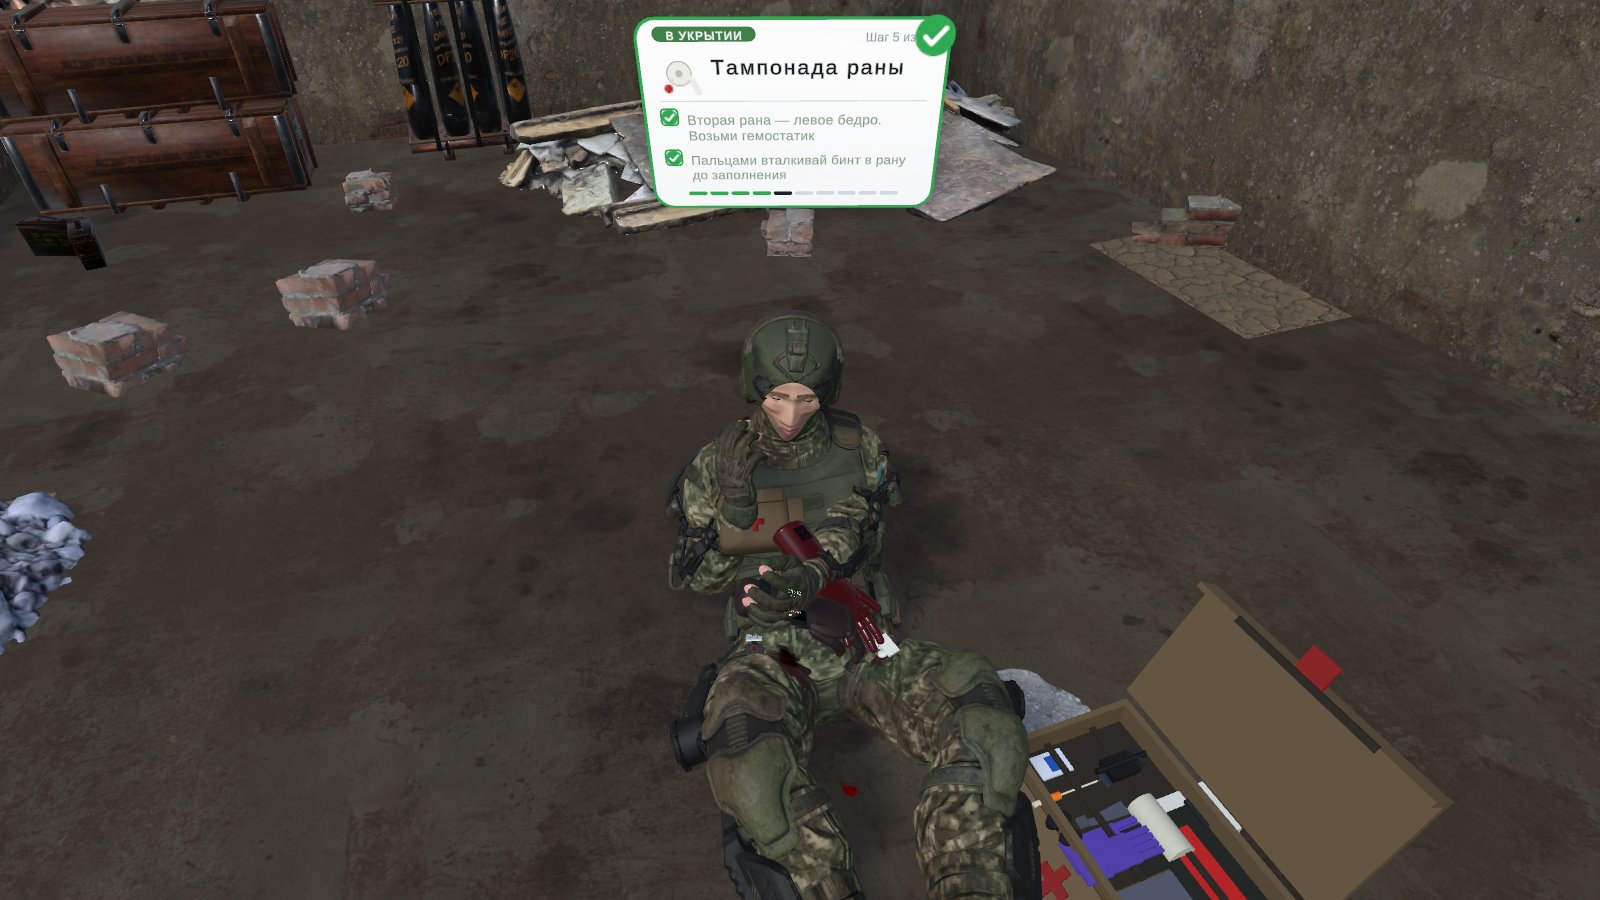 В УКРЫТИИ
Шаг 5 из
Тампонада раны
Вторая рана — левое бедро.
Возьми гемостатик
Пальцами вталкивай бинт в рану
до заполнения